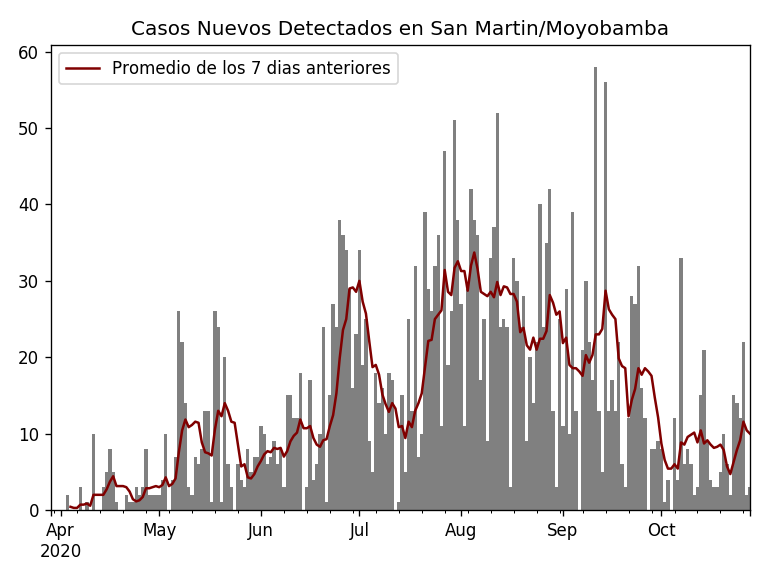 Casos Nuevos Detectados en San Martin/Moyobamba
Promedio de los 7 dias anteriores
60
50
40
30
20
10
0
Apr May Jun Jul Aug Sep Oct
2020